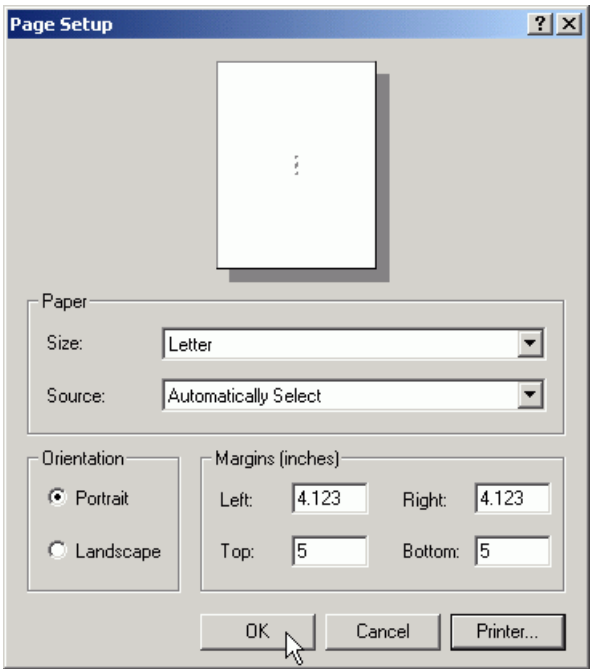 Page Setup
Paper
Size: Letter
Source: Automatically Select
Orientation
Portrait
Landscape
Margins (inches)
Left: 4.123 Right: 4.123
Top: 5 Bottom: 5
OK Cancel Printer...